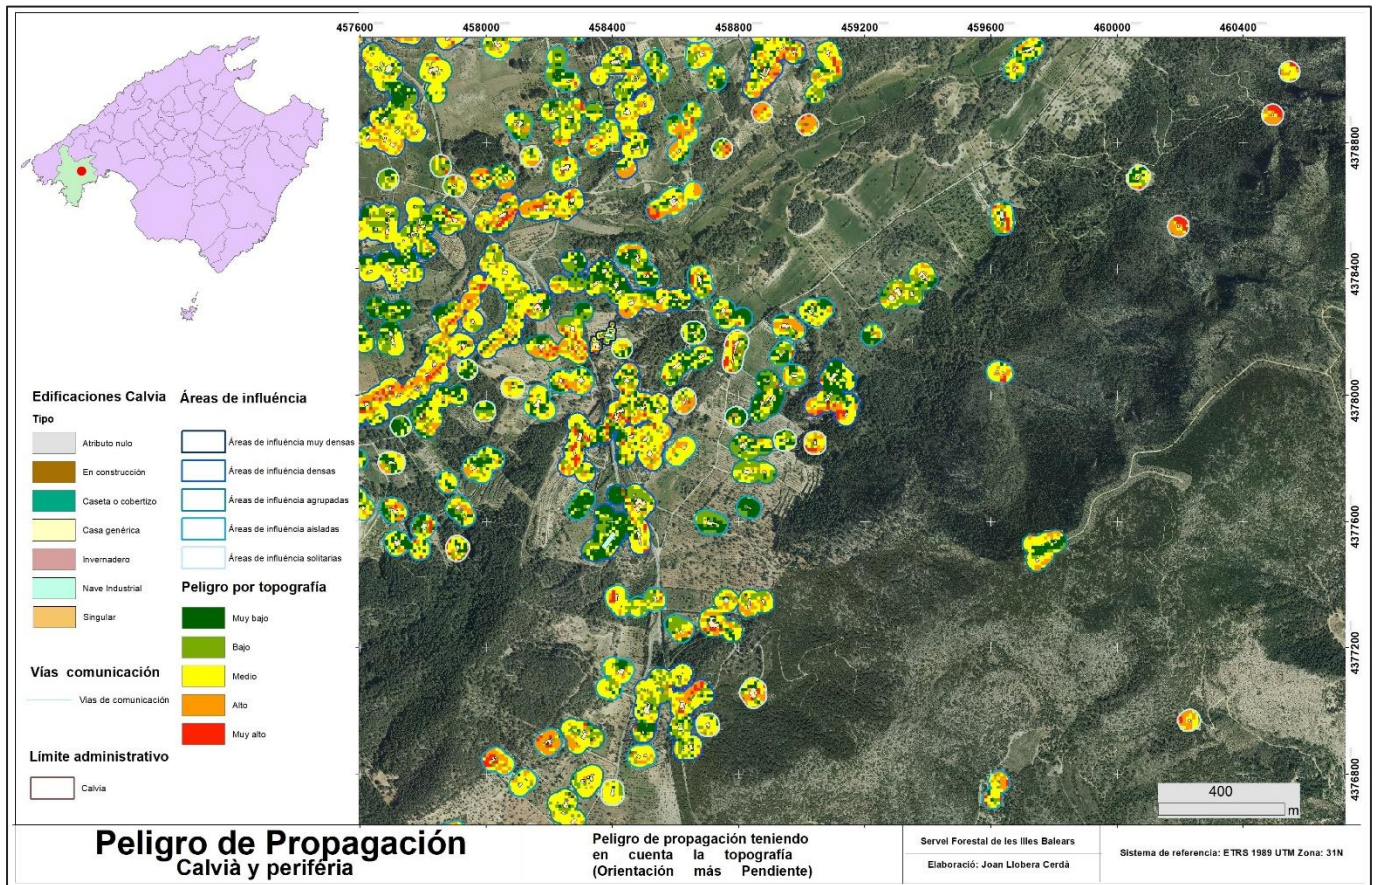 457600 458000 458400 458800 459200 459600 460000 460400
4378800
4378400
4378000
4377600
4377200
4376800
Edificaciones Calvia
Tipo
Atributo nulo
En construcción
Caseta o cobertizo
Casa genérica
Invernadero
Nave Industrial
Singular
Vías comunicación
Vias de comunicación
Límite administrativo
Calvia
Áreas de influéncia
Áreas de influéncia muy densas
Áreas de influéncia densas
Áreas de influéncia agrupadas
Áreas de influéncia aisladas
Áreas de influéncia solitarias
Peligro por topografía
Muy bajo
Bajo
Medio
Alto
Muy alto
400
m
Peligro de Propagación
Calvià y periféria
Peligro de propagación teniendo
en cuenta la topografía
(Orientación más Pendiente)
Servei Forestal de les Illes Balears
Elaboració: Joan Llobera Cerdà
Sistema de referencia: ETRS 1989 UTM Zona: 31N